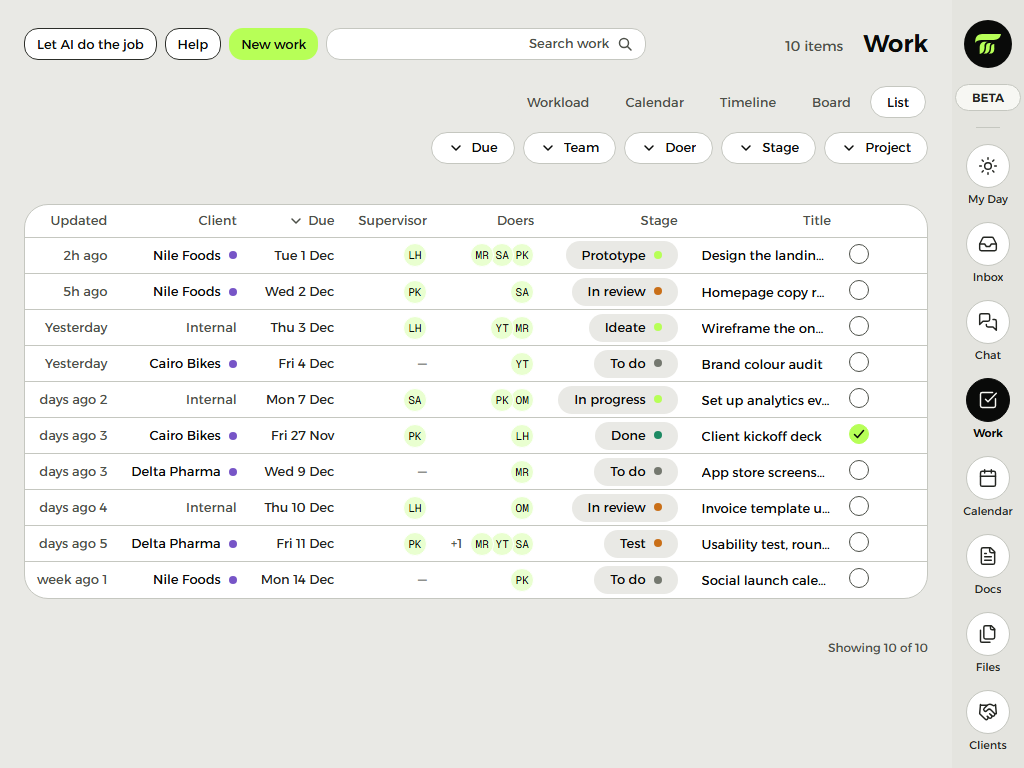 Let AI do the job
Help
New work
Search work
10 items
Work
BETA
Workload
Calendar
Timeline
Board
List
Due
Team
Doer
Stage
Project
Updated Client Due Supervisor Doers Stage Title
2h ago Nile Foods Tue 1 Dec LH MR SA PK Prototype Design the landin...
5h ago Nile Foods Wed 2 Dec PK SA In review Homepage copy r...
Yesterday Internal Thu 3 Dec LH YT MR Ideate Wireframe the on...
Yesterday Cairo Bikes Fri 4 Dec — YT To do Brand colour audit
days ago 2 Internal Mon 7 Dec SA PK OM In progress Set up analytics ev...
days ago 3 Cairo Bikes Fri 27 Nov PK LH Done Client kickoff deck
days ago 3 Delta Pharma Wed 9 Dec — MR To do App store screens...
days ago 4 Internal Thu 10 Dec LH OM In review Invoice template u...
days ago 5 Delta Pharma Fri 11 Dec PK +1 MR YT SA Test Usability test, roun...
week ago 1 Nile Foods Mon 14 Dec — PK To do Social launch cale...
Showing 10 of 10
My Day
Inbox
Chat
Work
Calendar
Docs
Files
Clients